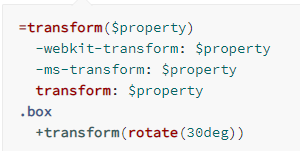 =transform($property)
-webkit-transform: $property
-ms-transform: $property
transform: $property
.box
+transform(rotate(30deg))